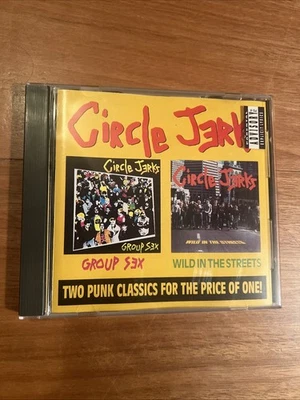 Circle Jerks
Circle Jerks
GROUP SEX
Circle Jerks
WILD IN THE STREETS
GROUP SEX
WILD IN THE STREETS
TWO PUNK CLASSICS FOR THE PRICE OF ONE!